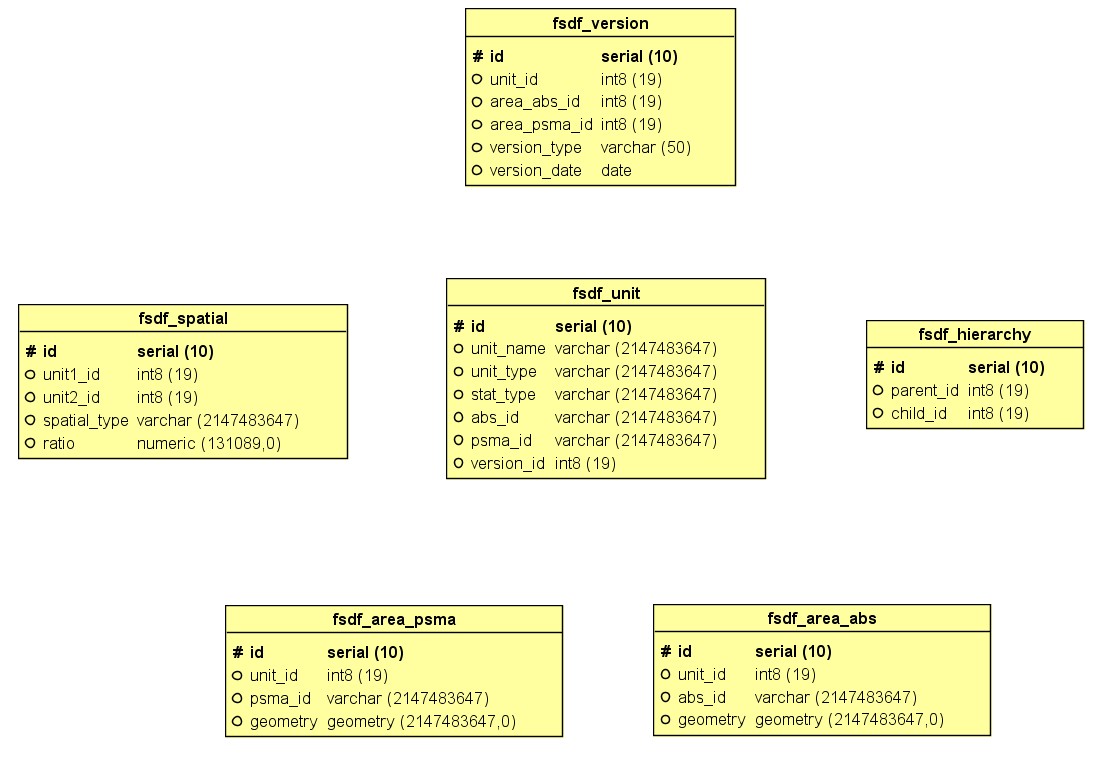 fsdf_version
# id serial (10)
unit_id int8 (19)
area_abs_id int8 (19)
area_psma_id int8 (19)
version_type varchar (50)
version_date date
fsdf_spatial
# id serial (10)
unit1_id int8 (19)
unit2_id int8 (19)
spatial_type varchar (2147483647)
ratio numeric (131089,0)
fsdf_unit
# id serial (10)
unit_name varchar (2147483647)
unit_type varchar (2147483647)
stat_type varchar (2147483647)
abs_id varchar (2147483647)
psma_id varchar (2147483647)
version_id int8 (19)
fsdf_hierarchy
# id serial (10)
parent_id int8 (19)
child_id int8 (19)
fsdf_area_psma
# id serial (10)
unit_id int8 (19)
psma_id varchar (2147483647)
geometry geometry (2147483647,0)
fsdf_area_abs
# id serial (10)
unit_id int8 (19)
abs_id varchar (2147483647)
geometry geometry (2147483647,0)